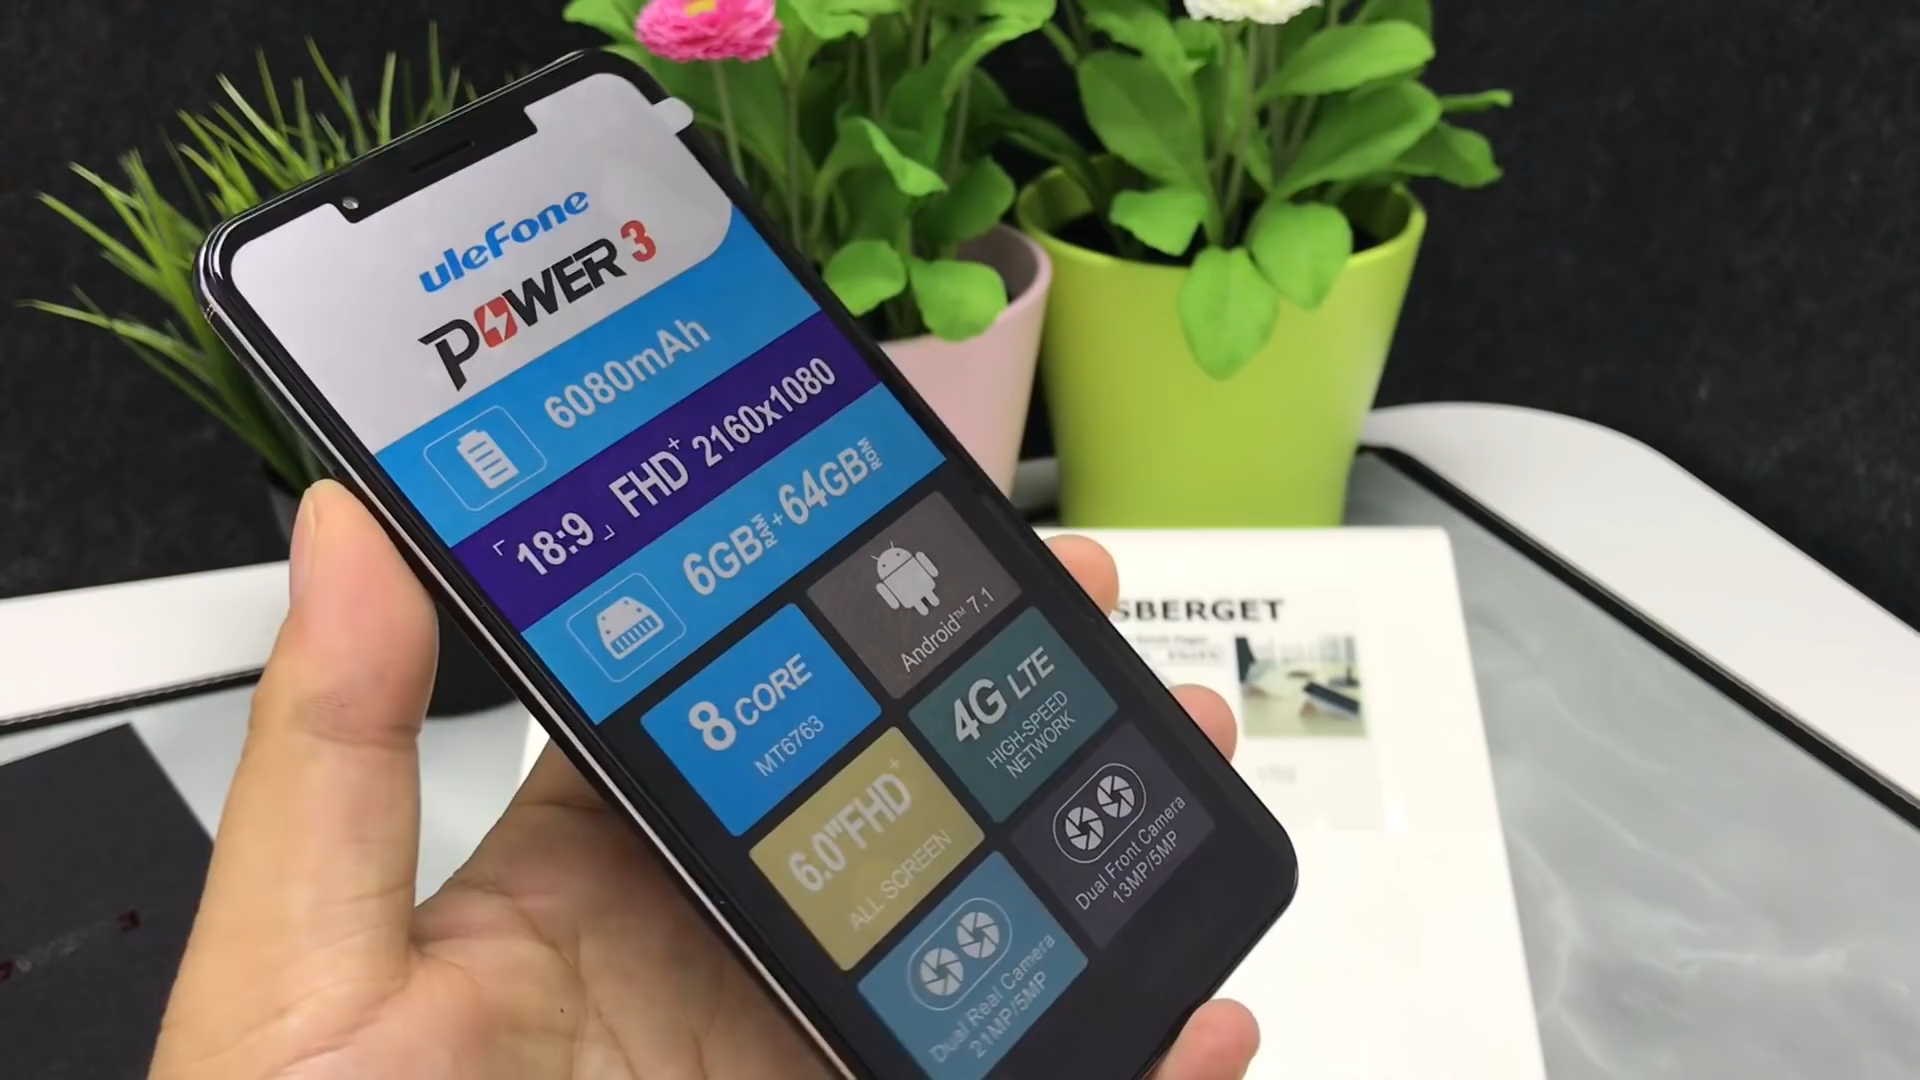 uleFone
POWER 3
6080mAh
18:9 FHD+ 2160x1080
6GB RAM + 64GB ROM
Android™ 7.1
8 CORE
MT6763
4G LTE
HIGH-SPEED
NETWORK
6.0"FHD+
ALL SCREEN
Dual Front Camera
13MP/5MP
Dual Real Camera
21MP/5MP
SBERGET